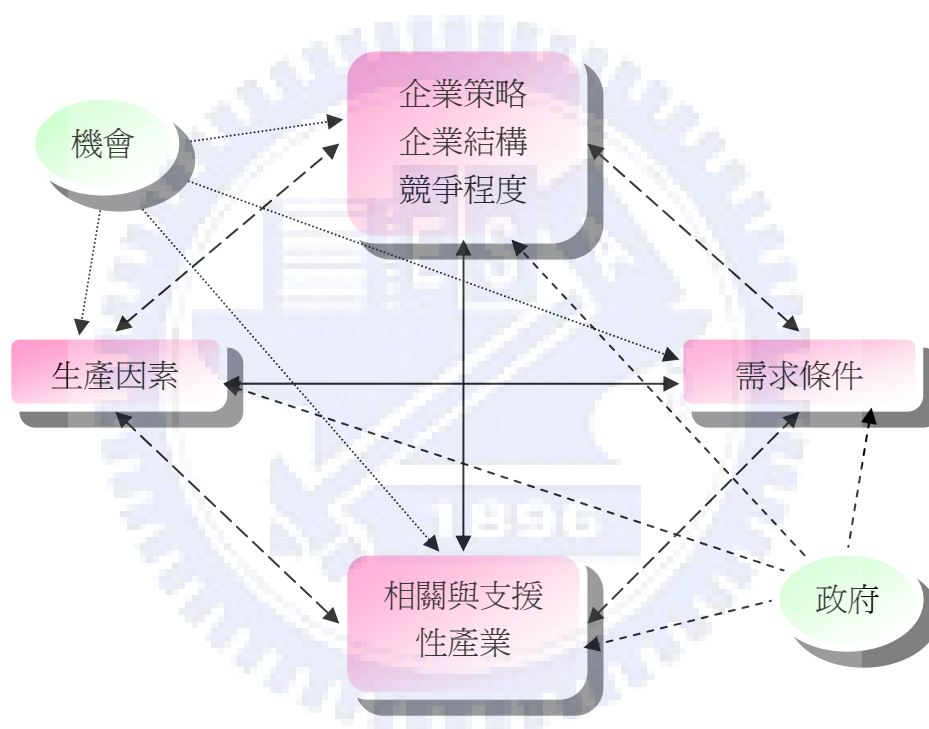 企業策略
企業結構
競爭程度
機會
生產因素
需求條件
相關與支援
性產業
政府
1896